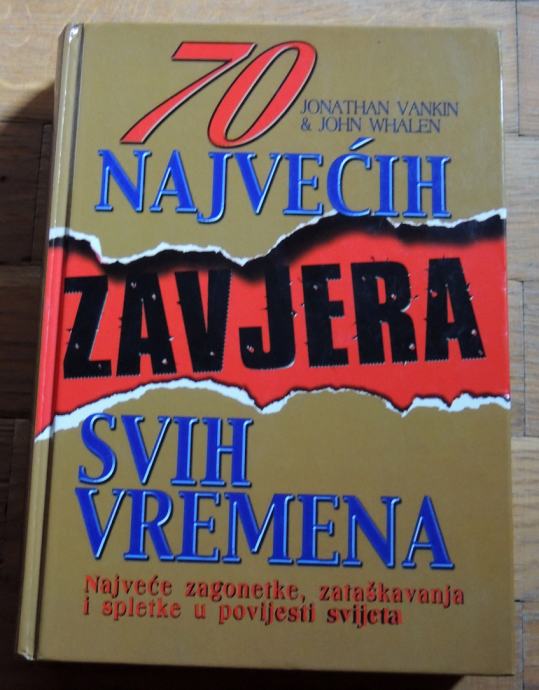 70
JONATHAN VANKIN
& JOHN WHALEN
NAJVEĆIH
ZAVJERA
SVIH
VREMENA
Najveće zagonetke, zataškavanja
i spletke u povijesti svijeta